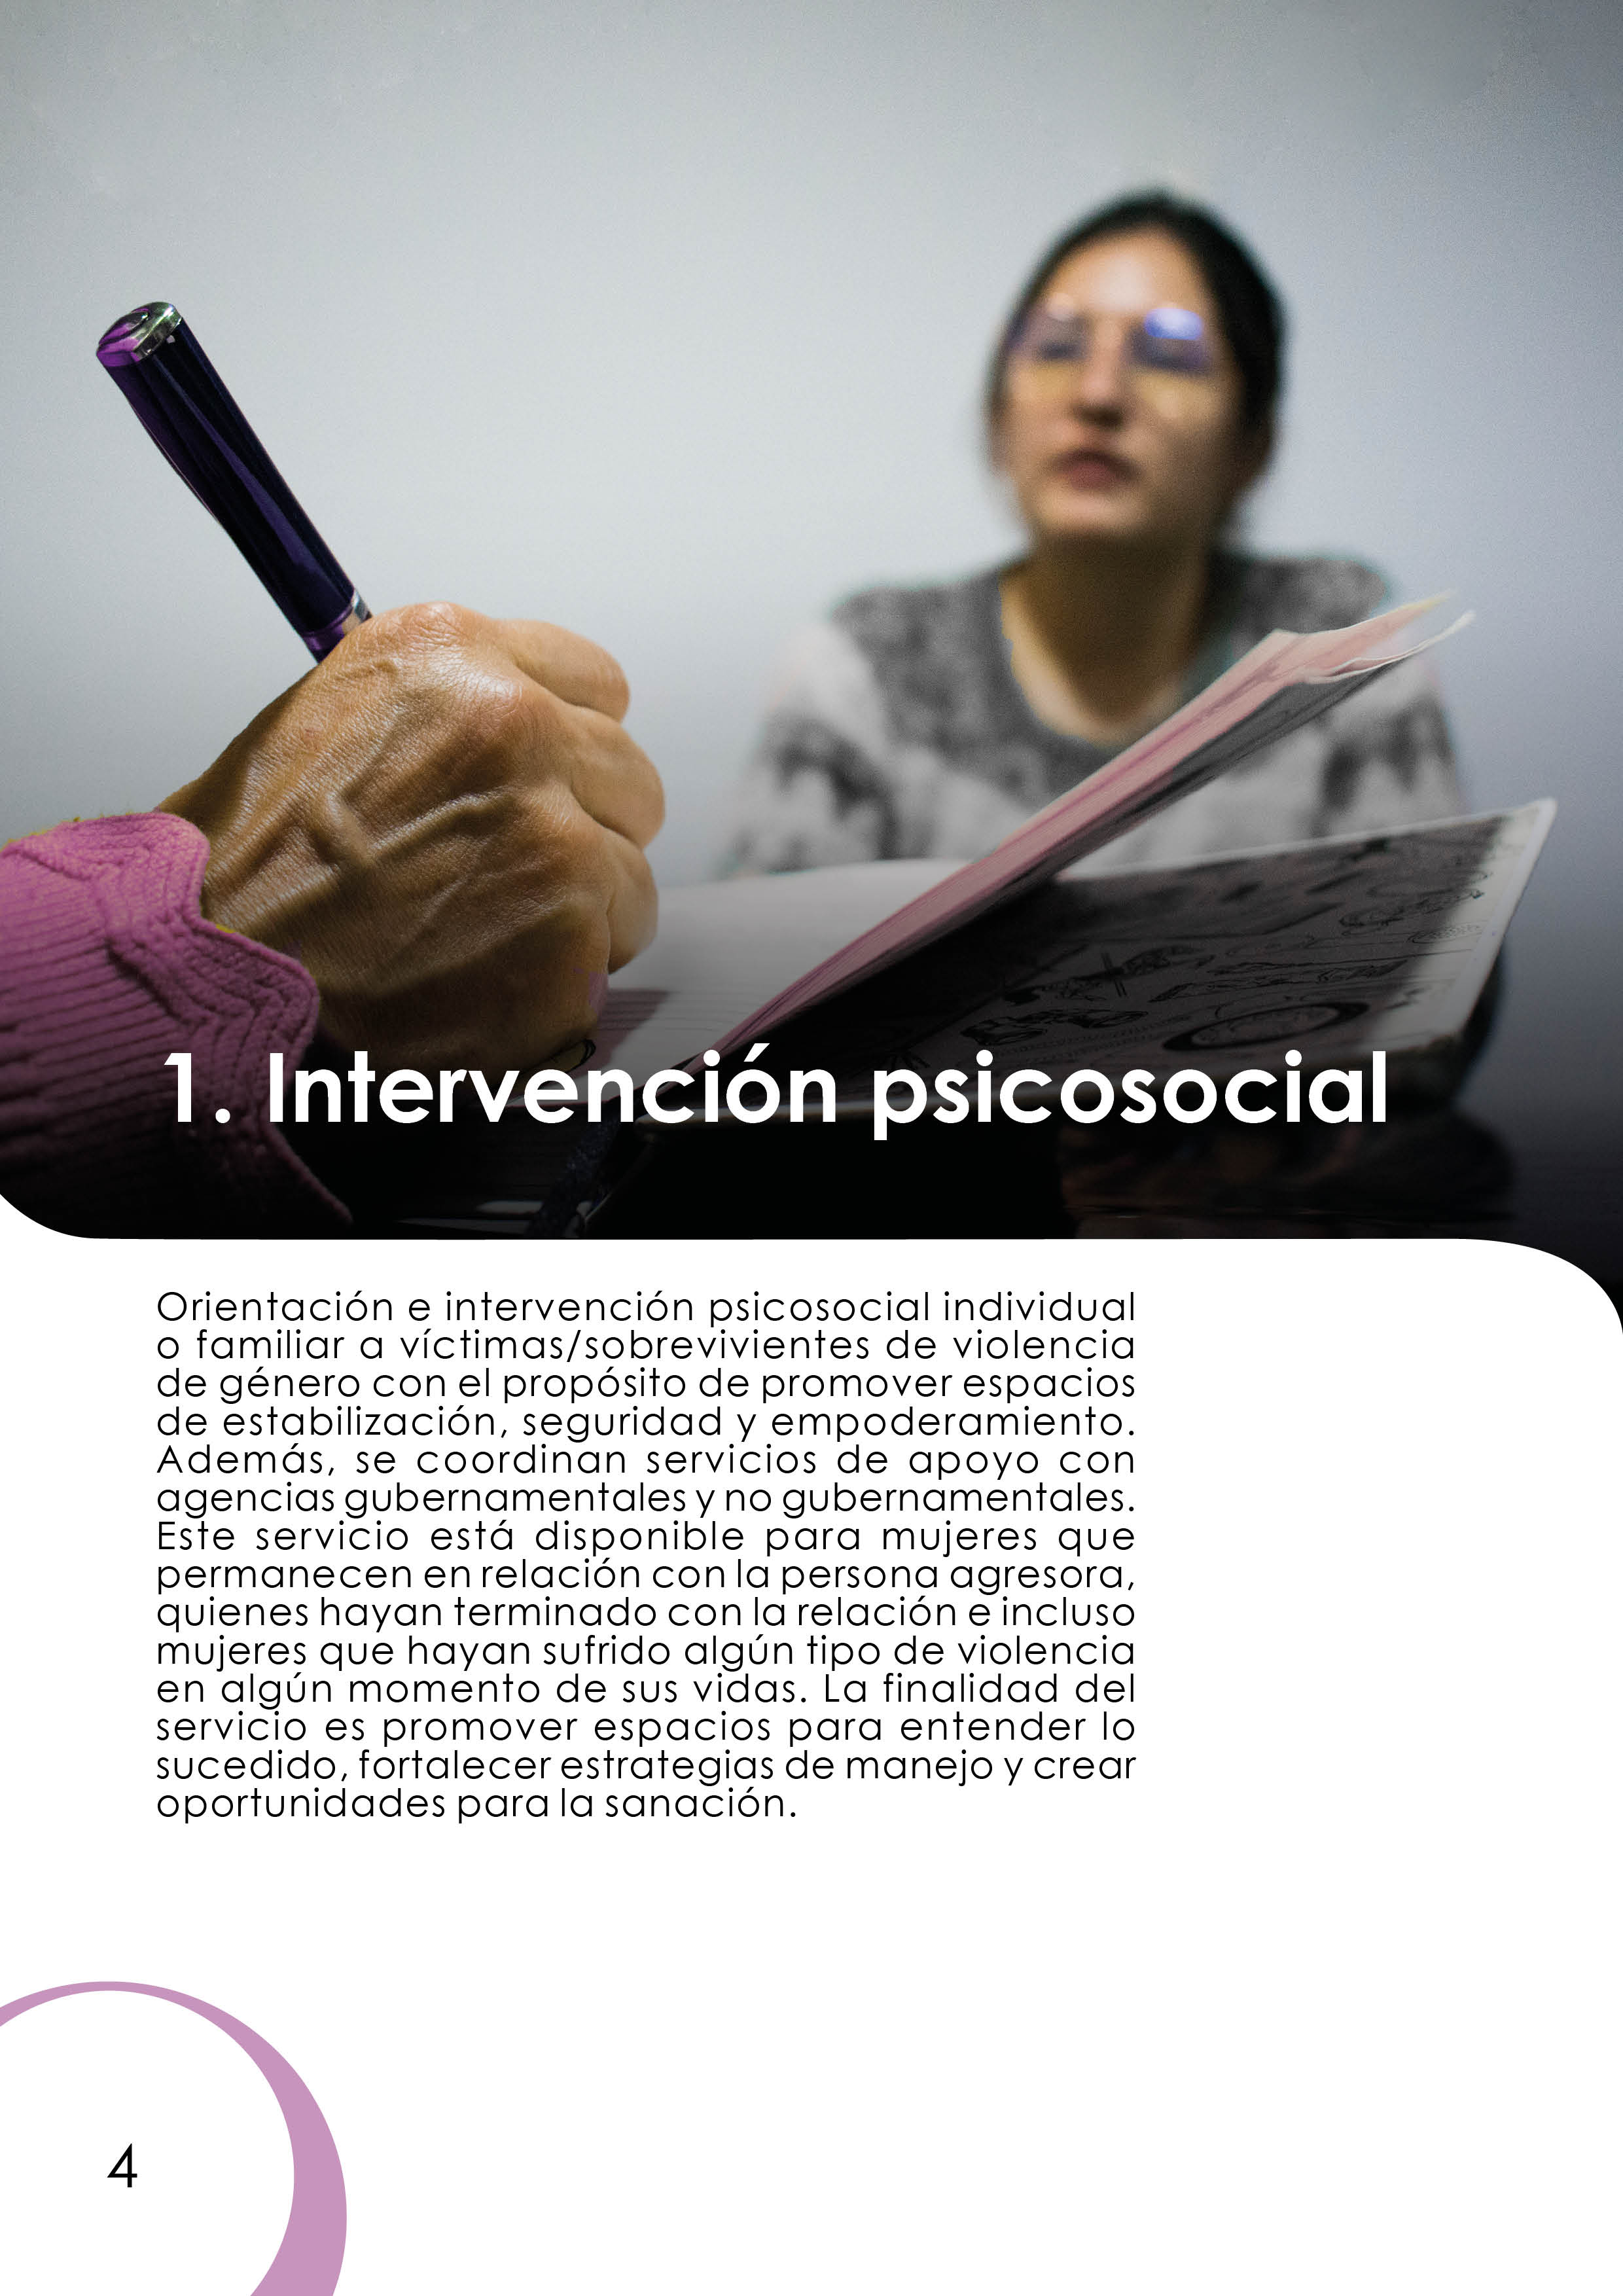 1. Intervención psicosocial
Orientación e intervención psicosocial individual
o familiar a víctimas/sobrevivientes de violencia
de género con el propósito de promover espacios
de estabilización, seguridad y empoderamiento.
Además, se coordinan servicios de apoyo con
agencias gubernamentales y no gubernamentales.
Este servicio está disponible para mujeres que
permanecen en relación con la persona agresora,
quienes hayan terminado con la relación e incluso
mujeres que hayan sufrido algún tipo de violencia
en algún momento de sus vidas. La finalidad del
servicio es promover espacios para entender lo
sucedido, fortalecer estrategias de manejo y crear
oportunidades para la sanación.
4